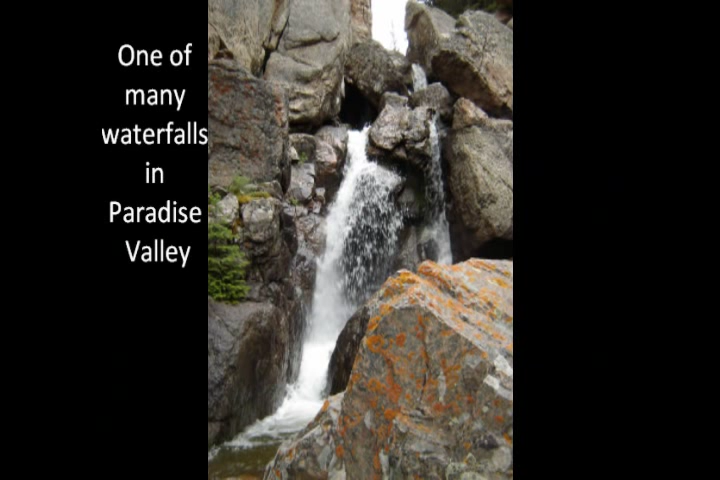 One of
many
waterfalls
in
Paradise
Valley